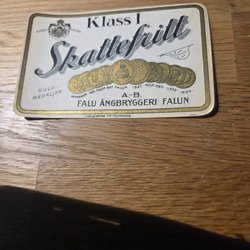 Klass I
Skattefritt
GULD-
MEDALJER
A.-B.
FALU ÅNGBRYGGERI FALUN